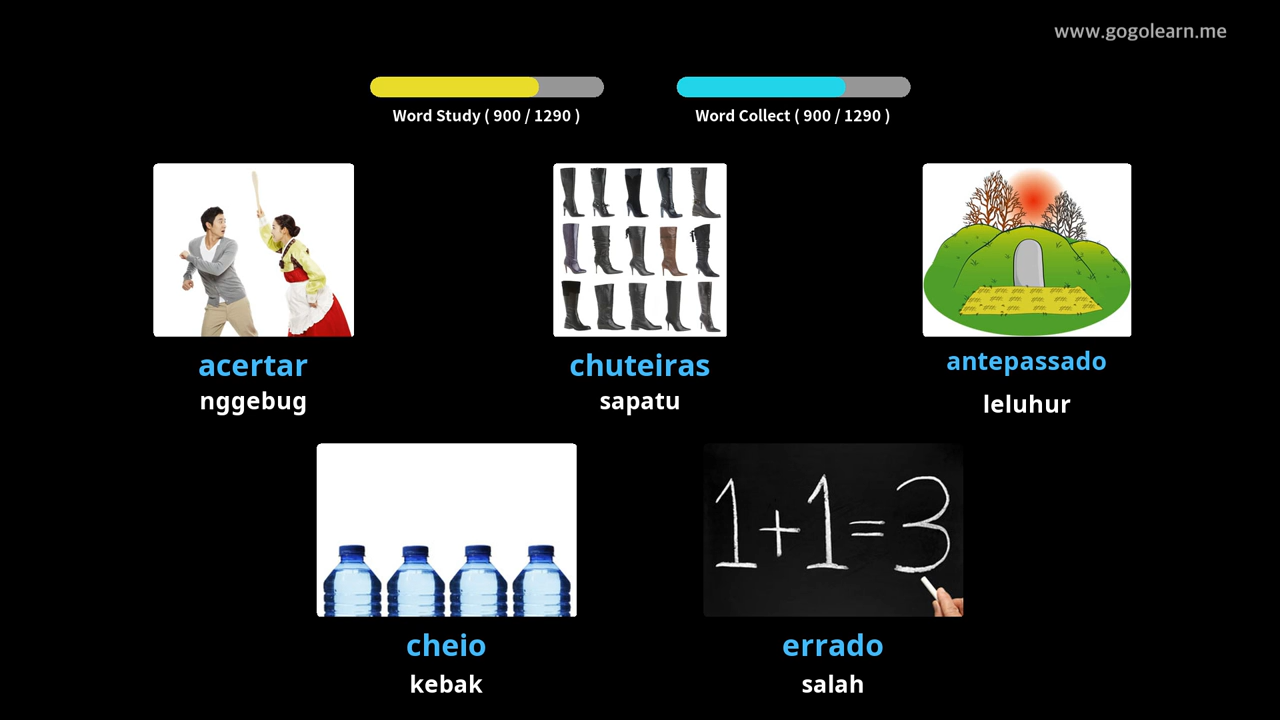 www.gogolearn.me
Word Study ( 900 / 1290 )
Word Collect ( 900 / 1290 )
acertar
nggebug
chuteiras
sapatu
antepassado
leluhur
1+1=3
cheio
kebak
errado
salah